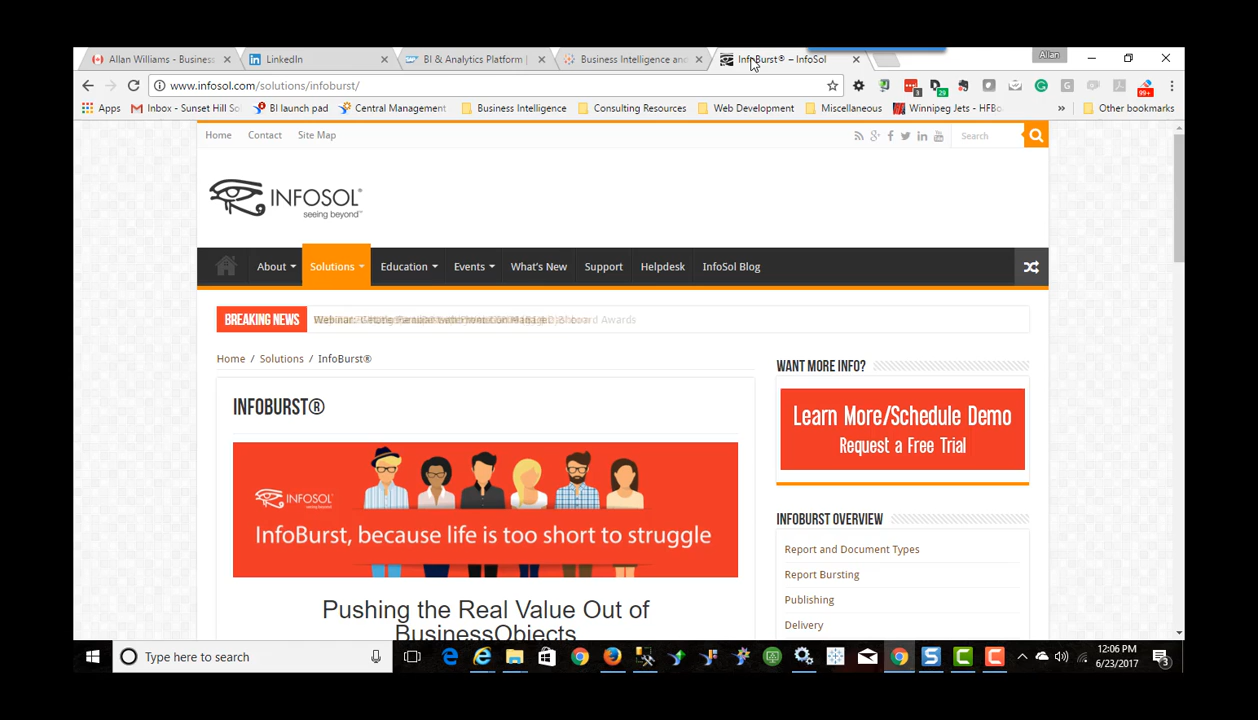 Allan Williams - Business
LinkedIn
BI & Analytics Platform |
Business Intelligence and
InfoBurst® – InfoSol
Allan
www.infosol.com/solutions/infoburst/
3
29
99+
Apps
Inbox - Sunset Hill So
BI launch pad
Central Management
Business Intelligence
Consulting Resources
Web Development
Miscellaneous
Winnipeg Jets - HFBo
»
Other bookmarks
Home
Contact
Site Map
Search
INFOSOL®
seeing beyond™
About
Solutions
Education
Events
What's New
Support
Helpdesk
InfoSol Blog
BREAKING NEWS
Home / Solutions / InfoBurst®
WANT MORE INFO?
INFOBURST®
Learn More/Schedule Demo
Request a Free Trial
INFOSOL
InfoBurst, because life is too short to struggle
INFOBURST OVERVIEW
Report and Document Types
Report Bursting
Publishing
Delivery
Pushing the Real Value Out of
BusinessObjects
Type here to search
12:06 PM
6/23/2017
3